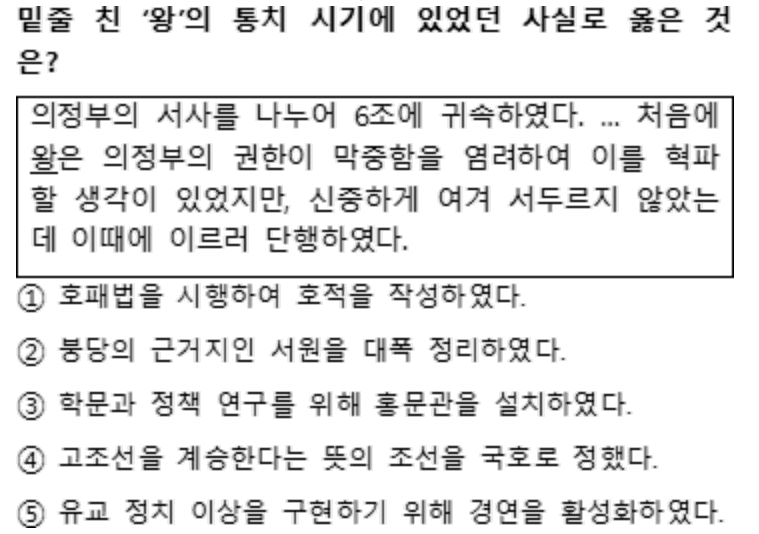 밑줄 친 ‘왕’의 통치 시기에 있었던 사실로 옳은 것
은?
의정부의 서사를 나누어 6조에 귀속하였다. ... 처음에
왕은 의정부의 권한이 막중함을 염려하여 이를 혁파
할 생각이 있었지만, 신중하게 여겨 서두르지 않았는
데 이때에 이르러 단행하였다.
① 호패법을 시행하여 호적을 작성하였다.
② 붕당의 근거지인 서원을 대폭 정리하였다.
③ 학문과 정책 연구를 위해 홍문관을 설치하였다.
④ 고조선을 계승한다는 뜻의 조선을 국호로 정했다.
⑤ 유교 정치 이상을 구현하기 위해 경연을 활성화하였다.